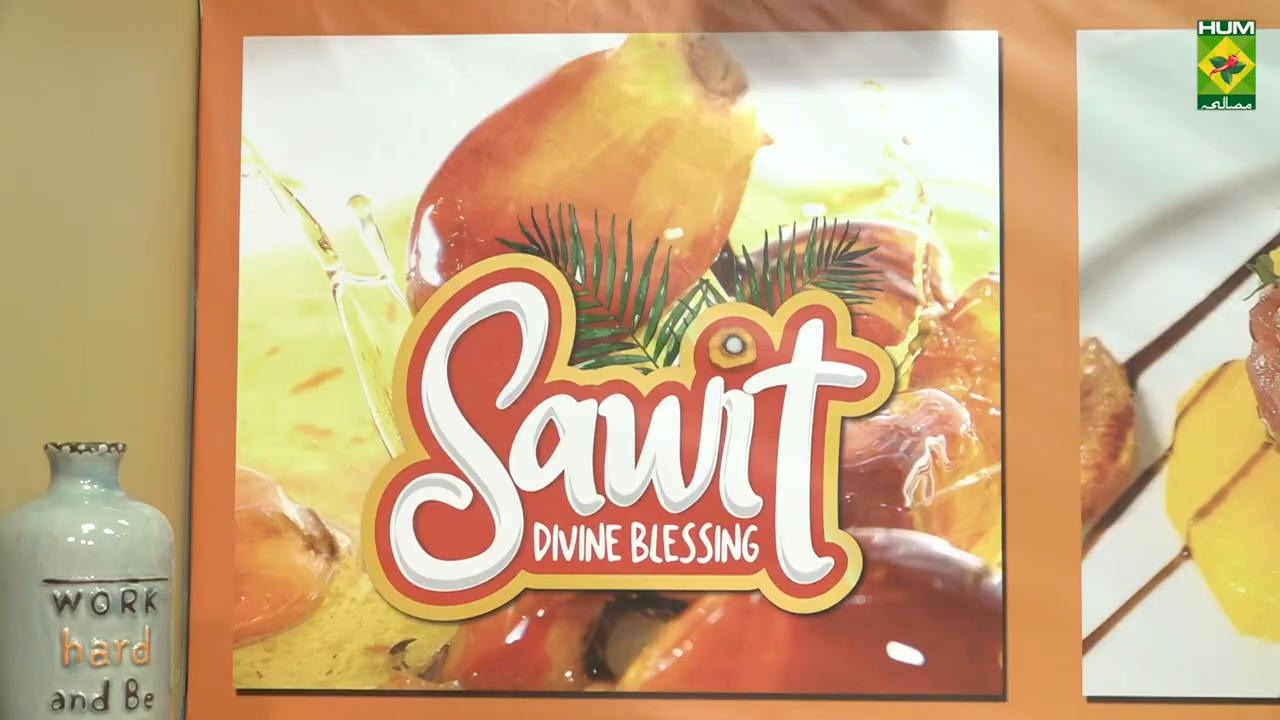 HUM
مصالحہ
Sawit
DIVINE BLESSING
WORK
hard
and Be